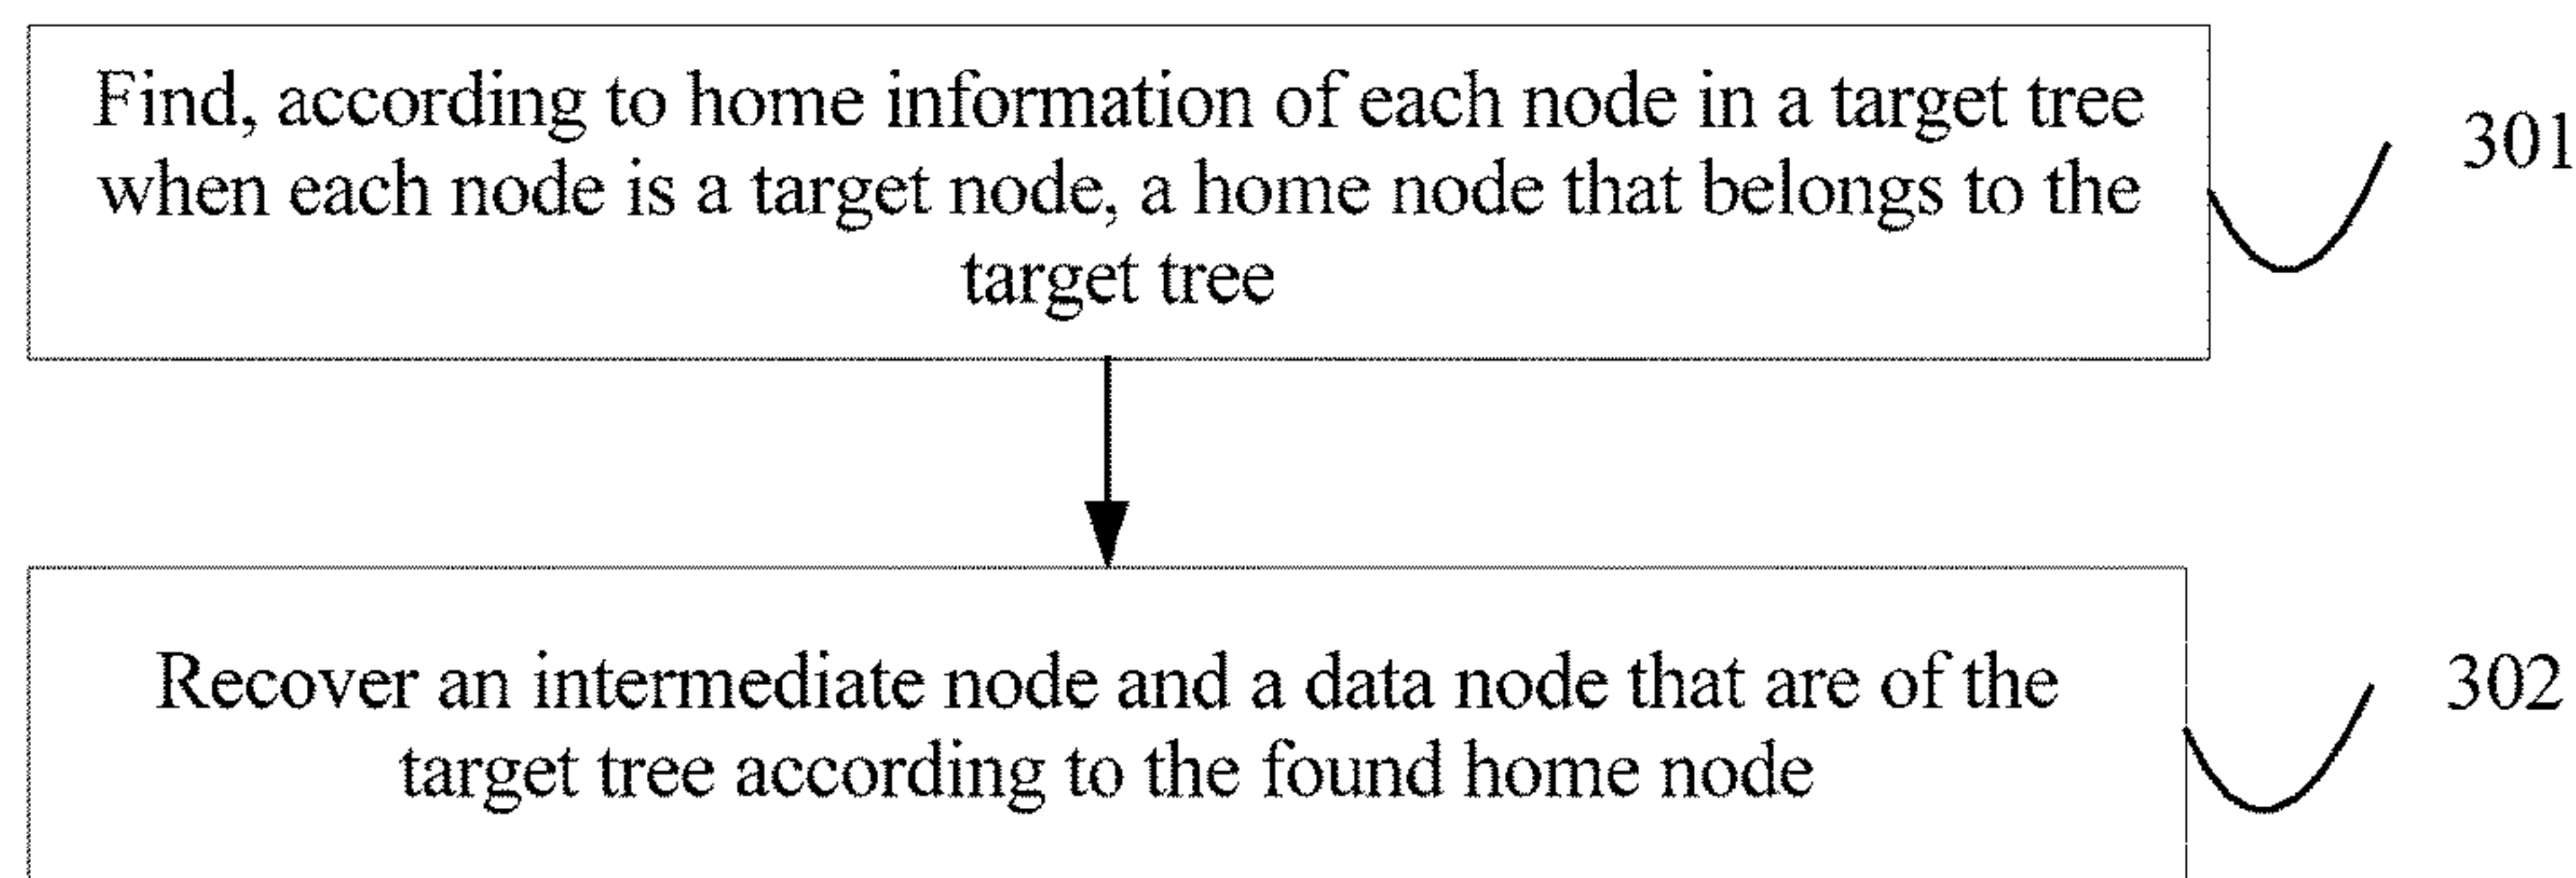 Find, according to home information of each node in a target tree
when each node is a target node, a home node that belongs to the
target tree
301
Recover an intermediate node and a data node that are of the
target tree according to the found home node
302